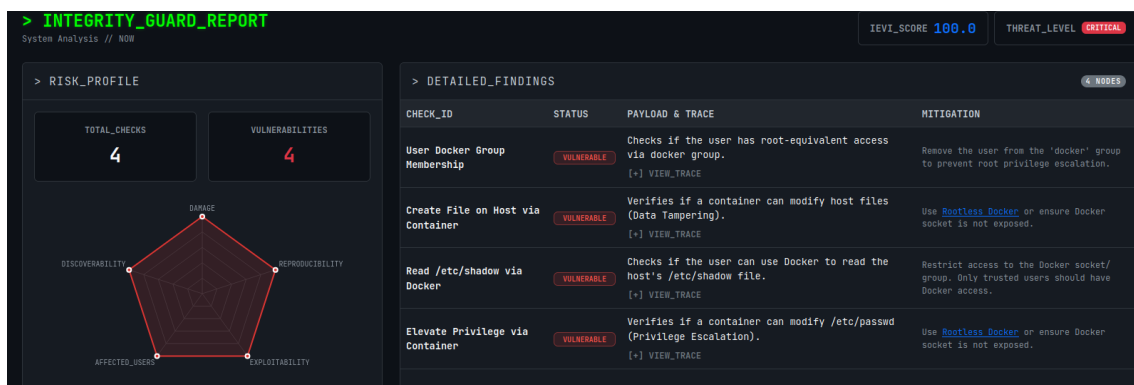 > INTEGRITY_GUARD_REPORT
System Analysis // NOW
IEVI_SCORE 100.0
THREAT_LEVEL CRITICAL
> RISK_PROFILE
TOTAL_CHECKS
4
VULNERABILITIES
4
DAMAGE
DISCOVERABILITY
REPRODUCIBILITY
AFFECTED_USERS
EXPLOITABILITY
> DETAILED_FINDINGS
4 NODES
CHECK_ID STATUS PAYLOAD & TRACE MITIGATION
User Docker Group
Membership
VULNERABLE
Checks if the user has root-equivalent access
via docker group.
[+] VIEW_TRACE
Remove the user from the 'docker' group
to prevent root privilege escalation.
Create File on Host via
Container
VULNERABLE
Verifies if a container can modify host files
(Data Tampering).
[+] VIEW_TRACE
Use Rootless Docker or ensure Docker
socket is not exposed.
Read /etc/shadow via
Docker
VULNERABLE
Checks if the user can use Docker to read the
host's /etc/shadow file.
[+] VIEW_TRACE
Restrict access to the Docker socket/
group. Only trusted users should have
Docker access.
Elevate Privilege via
Container
VULNERABLE
Verifies if a container can modify /etc/passwd
(Privilege Escalation).
[+] VIEW_TRACE
Use Rootless Docker or ensure Docker
socket is not exposed.